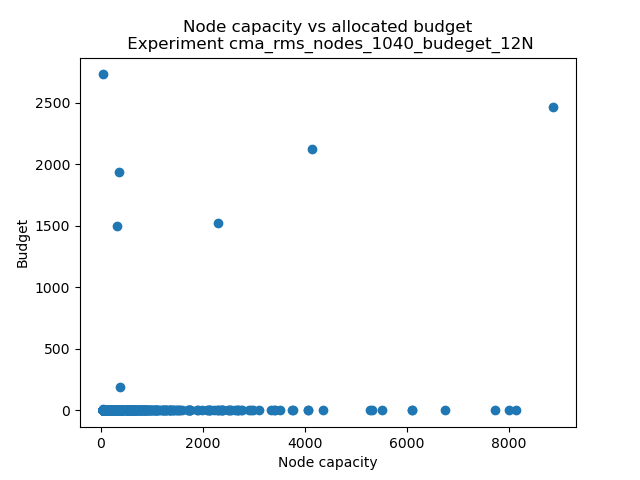 Node capacity vs allocated budget
Experiment cma_rms_nodes_1040_budeget_12N
2500
2000
1500
1000
500
0
Budget
0 2000 4000 6000 8000
Node capacity